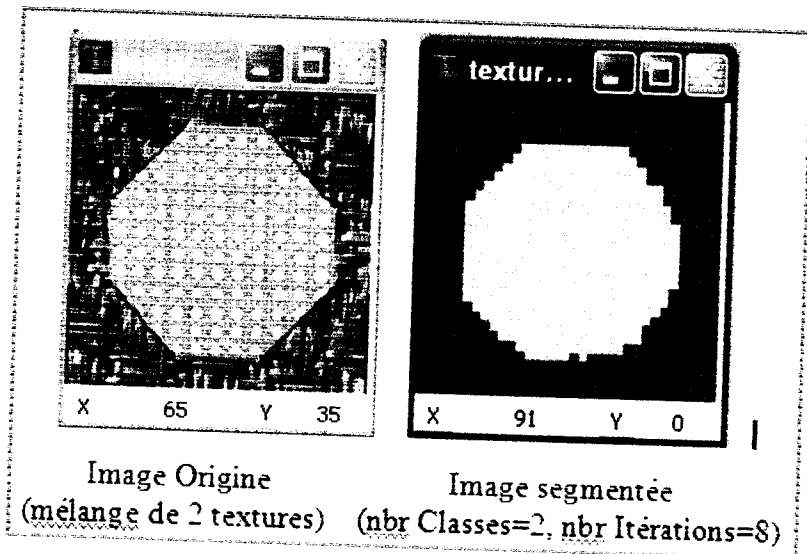 textur...
X 65 Y 35
X 91 Y 0
Image Origine
(mélange de 2 textures)
Image segmentée
(nbr Classes=2, nbr Itérations=8)